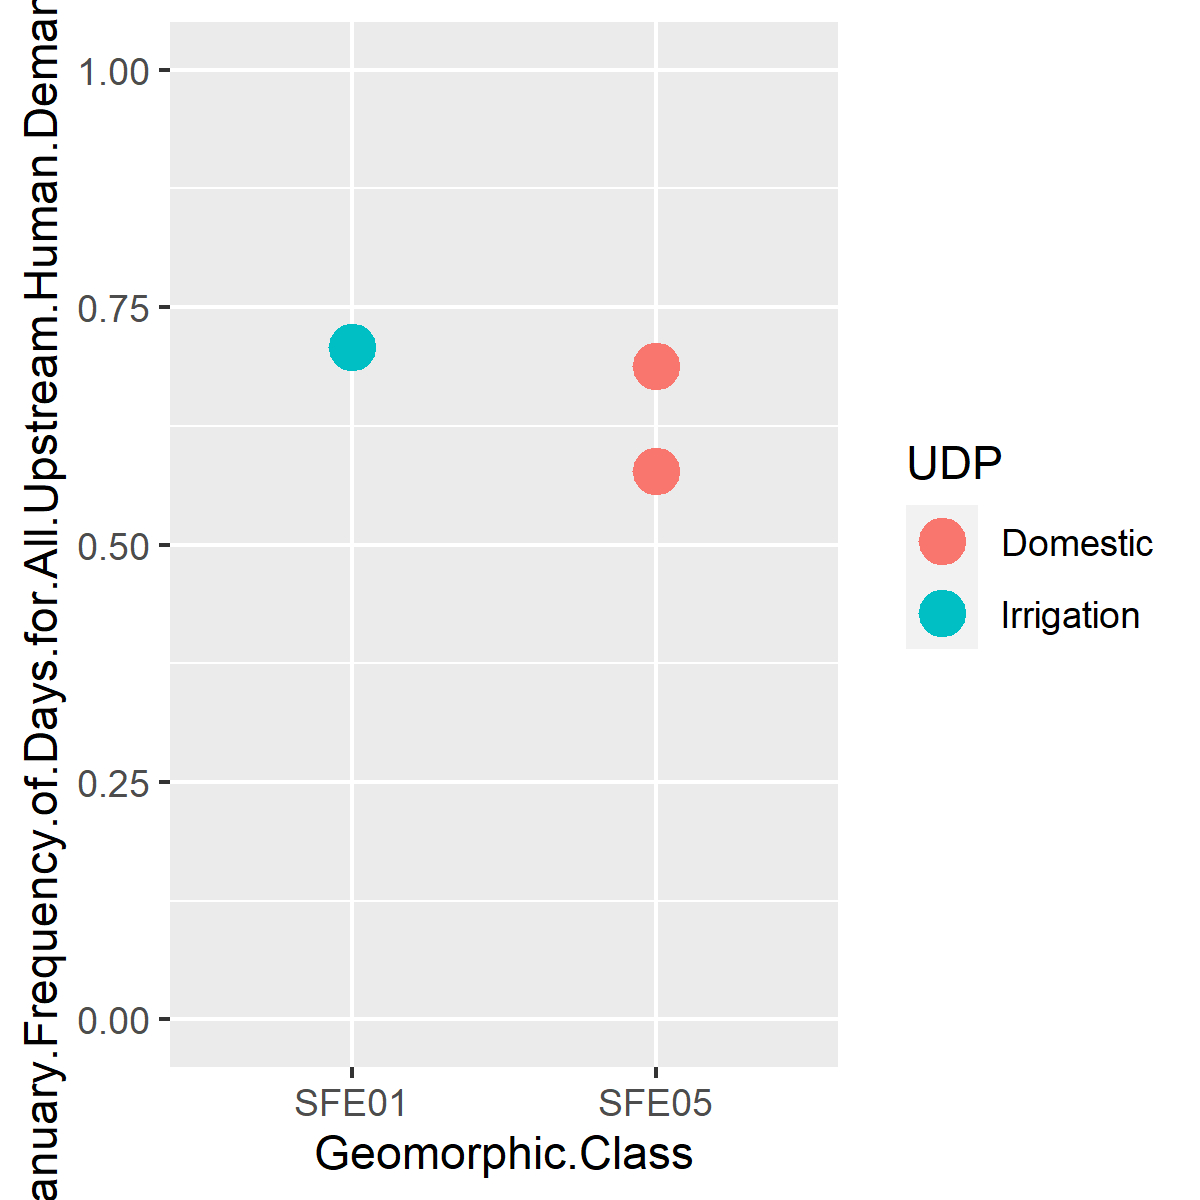 anuary.Frequency.of.Days.for.All.Upstream.Human.Deman
1.00
0.75
0.50
0.25
0.00
SFE01
SFE05
Geomorphic.Class
UDP
Domestic
Irrigation